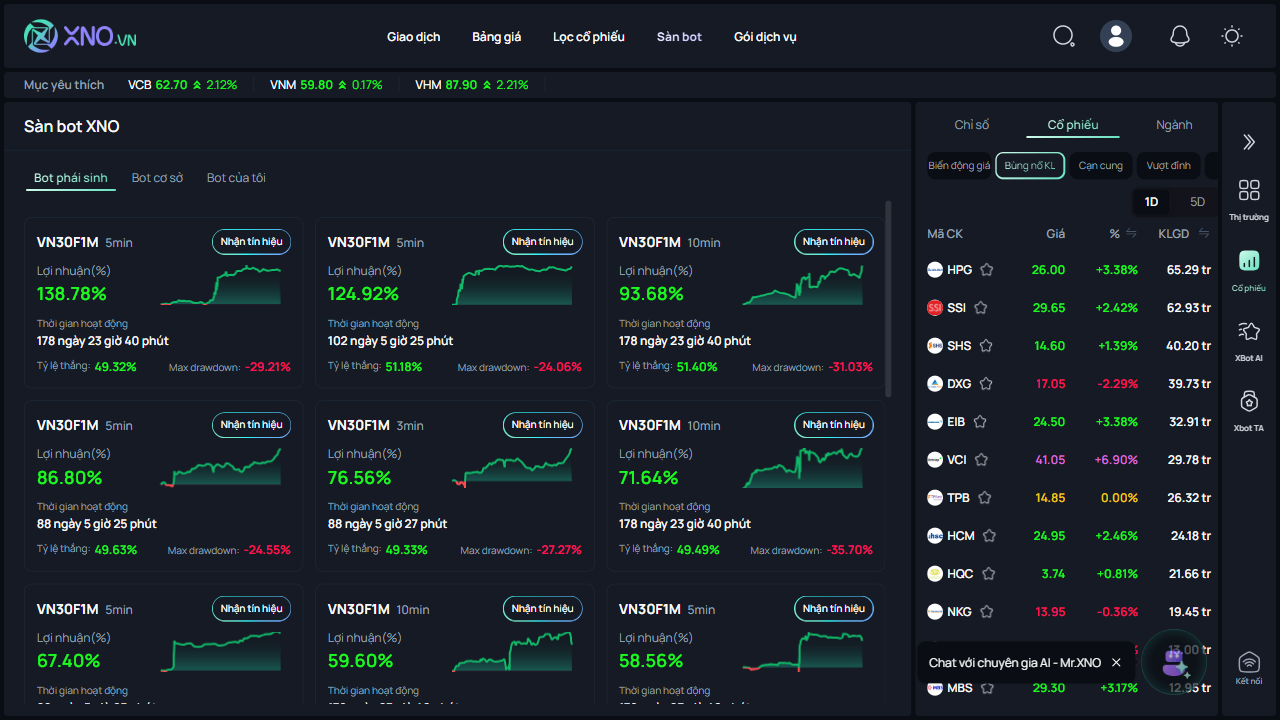 XNO.VN
Giao dịch
Bảng giá
Lọc cổ phiếu
Sàn bot
Gói dịch vụ
Mục yêu thích
VCB 62.70 2.12%
VNM 59.80 0.17%
VHM 87.90 2.21%
Sàn bot XNO
Bot phái sinh
Bot cơ sở
Bot của tôi
VN30F1M 5min
Nhận tín hiệu
Lợi nhuận(%)
138.78%
Thời gian hoạt động
178 ngày 23 giờ 40 phút
Tỷ lệ thắng: 49.32%
Max drawdown: -29.21%
VN30F1M 5min
Nhận tín hiệu
Lợi nhuận(%)
124.92%
Thời gian hoạt động
102 ngày 5 giờ 25 phút
Tỷ lệ thắng: 51.18%
Max drawdown: -24.06%
VN30F1M 10min
Nhận tín hiệu
Lợi nhuận(%)
93.68%
Thời gian hoạt động
178 ngày 23 giờ 40 phút
Tỷ lệ thắng: 51.40%
Max drawdown: -31.03%
VN30F1M 5min
Nhận tín hiệu
Lợi nhuận(%)
86.80%
Thời gian hoạt động
88 ngày 5 giờ 25 phút
Tỷ lệ thắng: 49.63%
Max drawdown: -24.55%
VN30F1M 3min
Nhận tín hiệu
Lợi nhuận(%)
76.56%
Thời gian hoạt động
88 ngày 5 giờ 27 phút
Tỷ lệ thắng: 49.33%
Max drawdown: -27.27%
VN30F1M 10min
Nhận tín hiệu
Lợi nhuận(%)
71.64%
Thời gian hoạt động
178 ngày 23 giờ 40 phút
Tỷ lệ thắng: 49.49%
Max drawdown: -35.70%
VN30F1M 5min
Nhận tín hiệu
Lợi nhuận(%)
67.40%
Thời gian hoạt động
VN30F1M 10min
Nhận tín hiệu
Lợi nhuận(%)
59.60%
Thời gian hoạt động
VN30F1M 5min
Nhận tín hiệu
Lợi nhuận(%)
58.56%
Thời gian hoạt động
Chỉ số
Cổ phiếu
Ngành
Biến động giá
Bùng nổ KL
Cạn cung
Vượt đỉnh
1D
5D
Mã CK Giá % KLGD
HPG 26.00 +3.38% 65.29 tr
SSI 29.65 +2.42% 62.93 tr
SHS 14.60 +1.39% 40.20 tr
DXG 17.05 -2.29% 39.73 tr
EIB 24.50 +3.38% 32.91 tr
VCI 41.05 +6.90% 29.78 tr
TPB 14.85 0.00% 26.32 tr
HCM 24.95 +2.46% 24.18 tr
HQC 3.74 +0.81% 21.66 tr
NKG 13.95 -0.36% 19.45 tr
13.00 tr
MBS 29.30 +3.17% 12.95 tr
Chat với chuyên gia AI - Mr.XNO
Thị trường
Cổ phiếu
XBot AI
Xbot TA
Kết nối